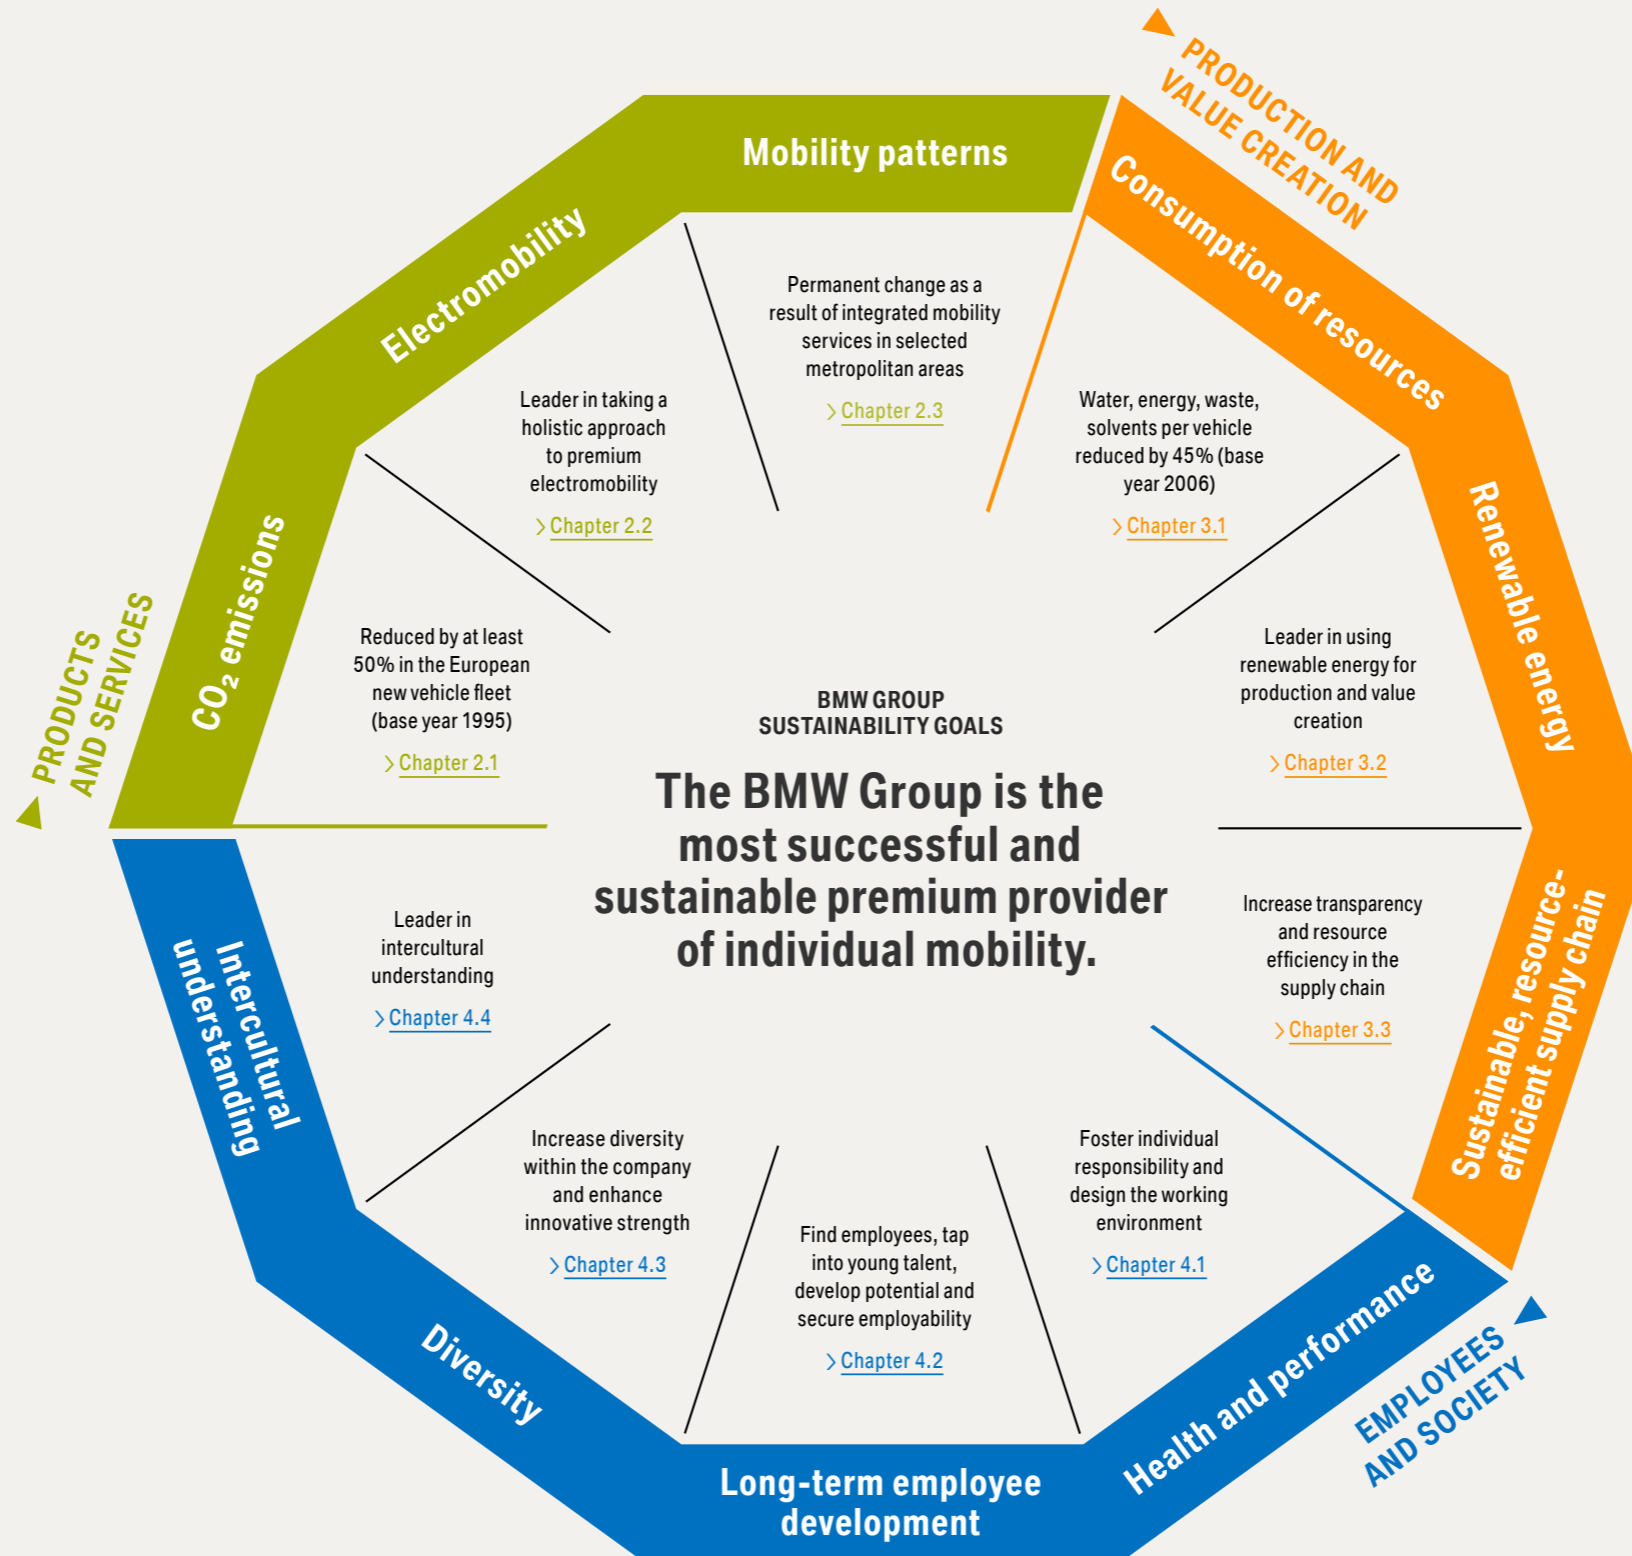 PRODUCTS
AND SERVICES
CO₂ emissions
Reduced by at least
50% in the European
new vehicle fleet
(base year 1995)
Chapter 2.1
Electromobility
Leader in taking a
holistic approach
to premium
electromobility
Chapter 2.2
Mobility patterns
Permanent change as a
result of integrated mobility
services in selected
metropolitan areas
Chapter 2.3
PRODUCTION AND
VALUE CREATION
Consumption of resources
Water, energy, waste,
solvents per vehicle
reduced by 45% (base
year 2006)
Chapter 3.1
Renewable energy
Leader in using
renewable energy for
production and value
creation
Chapter 3.2
Sustainable, resource-
efficient supply chain
Increase transparency
and resource
efficiency in the
supply chain
Chapter 3.3
EMPLOYEES
AND SOCIETY
Health and performance
Foster individual
responsibility and
design the working
environment
Chapter 4.1
Long-term employee
development
Find employees, tap
into young talent,
develop potential and
secure employability
Chapter 4.2
Diversity
Increase diversity
within the company
and enhance
innovative strength
Chapter 4.3
Intercultural
understanding
Leader in
intercultural
understanding
Chapter 4.4
BMW GROUP
SUSTAINABILITY GOALS
The BMW Group is the
most successful and
sustainable premium provider
of individual mobility.